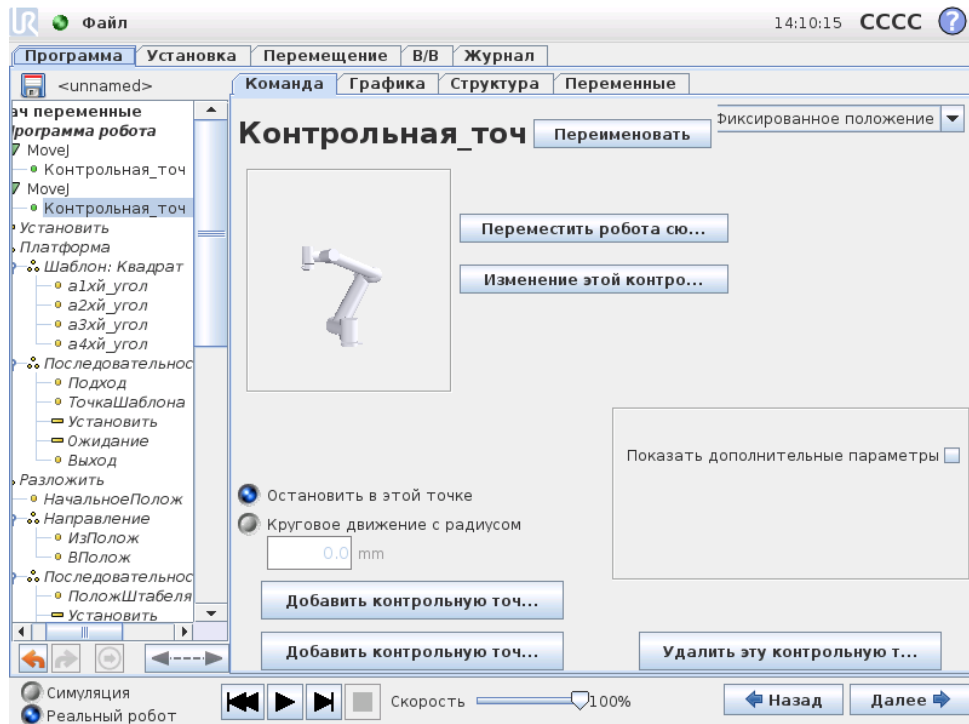 UR Файл 14:10:15 CCCC ?
Программа Установка Перемещение В/В Журнал
<unnamed>
Команда Графика Структура Переменные
ач переменные
Программа робота
MoveJ
Контрольная_точ
MoveJ
Контрольная_точ
Установить
Платформа
Шаблон: Квадрат
а1хй_угол
а2хй_угол
а3хй_угол
а4хй_угол
Последовательнос
Подход
ТочкаШаблона
Установить
Ожидание
Выход
Разложить
НачальноеПолож
Направление
ИзПолож
ВПолож
Последовательнос
ПоложШтабеля
Установить
Контрольная_точ Переименовать Фиксированное положение
Переместить робота сю...
Изменение этой контро...
Показать дополнительные параметры
Остановить в этой точке
Круговое движение с радиусом
0.0 mm
Добавить контрольную точ...
Добавить контрольную точ... Удалить эту контрольную т...
Симуляция
Реальный робот
Скорость 100%
Назад Далее